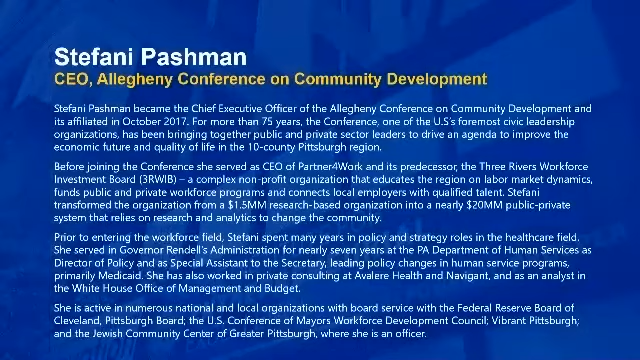 Stefani Pashman
CEO, Allegheny Conference on Community Development
Stefani Pashman became the Chief Executive Officer of the Allegheny Conference on Community Development and
its affiliated in October 2017. For more than 75 years, the Conference, one of the U.S's foremost civic leadership
organizations, has been bringing together public and private sector leaders to drive an agenda to improve the
economic future and quality of life in the 10-county Pittsburgh region.
Before joining the Conference she served as CEO of Partner4Work and its predecessor, the Three Rivers Workforce
Investment Board (3RWIB) – a complex non-profit organization that educates the region on labor market dynamics,
funds public and private workforce programs and connects local employers with qualified talent. Stefani
transformed the organization from a $1.5MM research-based organization into a nearly $20MM public-private
system that relies on research and analytics to change the community.
Prior to entering the workforce field, Stefani spent many years in policy and strategy roles in the healthcare field.
She served in Governor Rendell's Administration for nearly seven years at the PA Department of Human Services as
Director of Policy and as Special Assistant to the Secretary, leading policy changes in human service programs,
primarily Medicaid. She has also worked in private consulting at Avalere Health and Navigant, and as an analyst in
the White House Office of Management and Budget.
She is active in numerous national and local organizations with board service with the Federal Reserve Board of
Cleveland, Pittsburgh Board; the U.S. Conference of Mayors Workforce Development Council; Vibrant Pittsburgh;
and the Jewish Community Center of Greater Pittsburgh, where she is an officer.